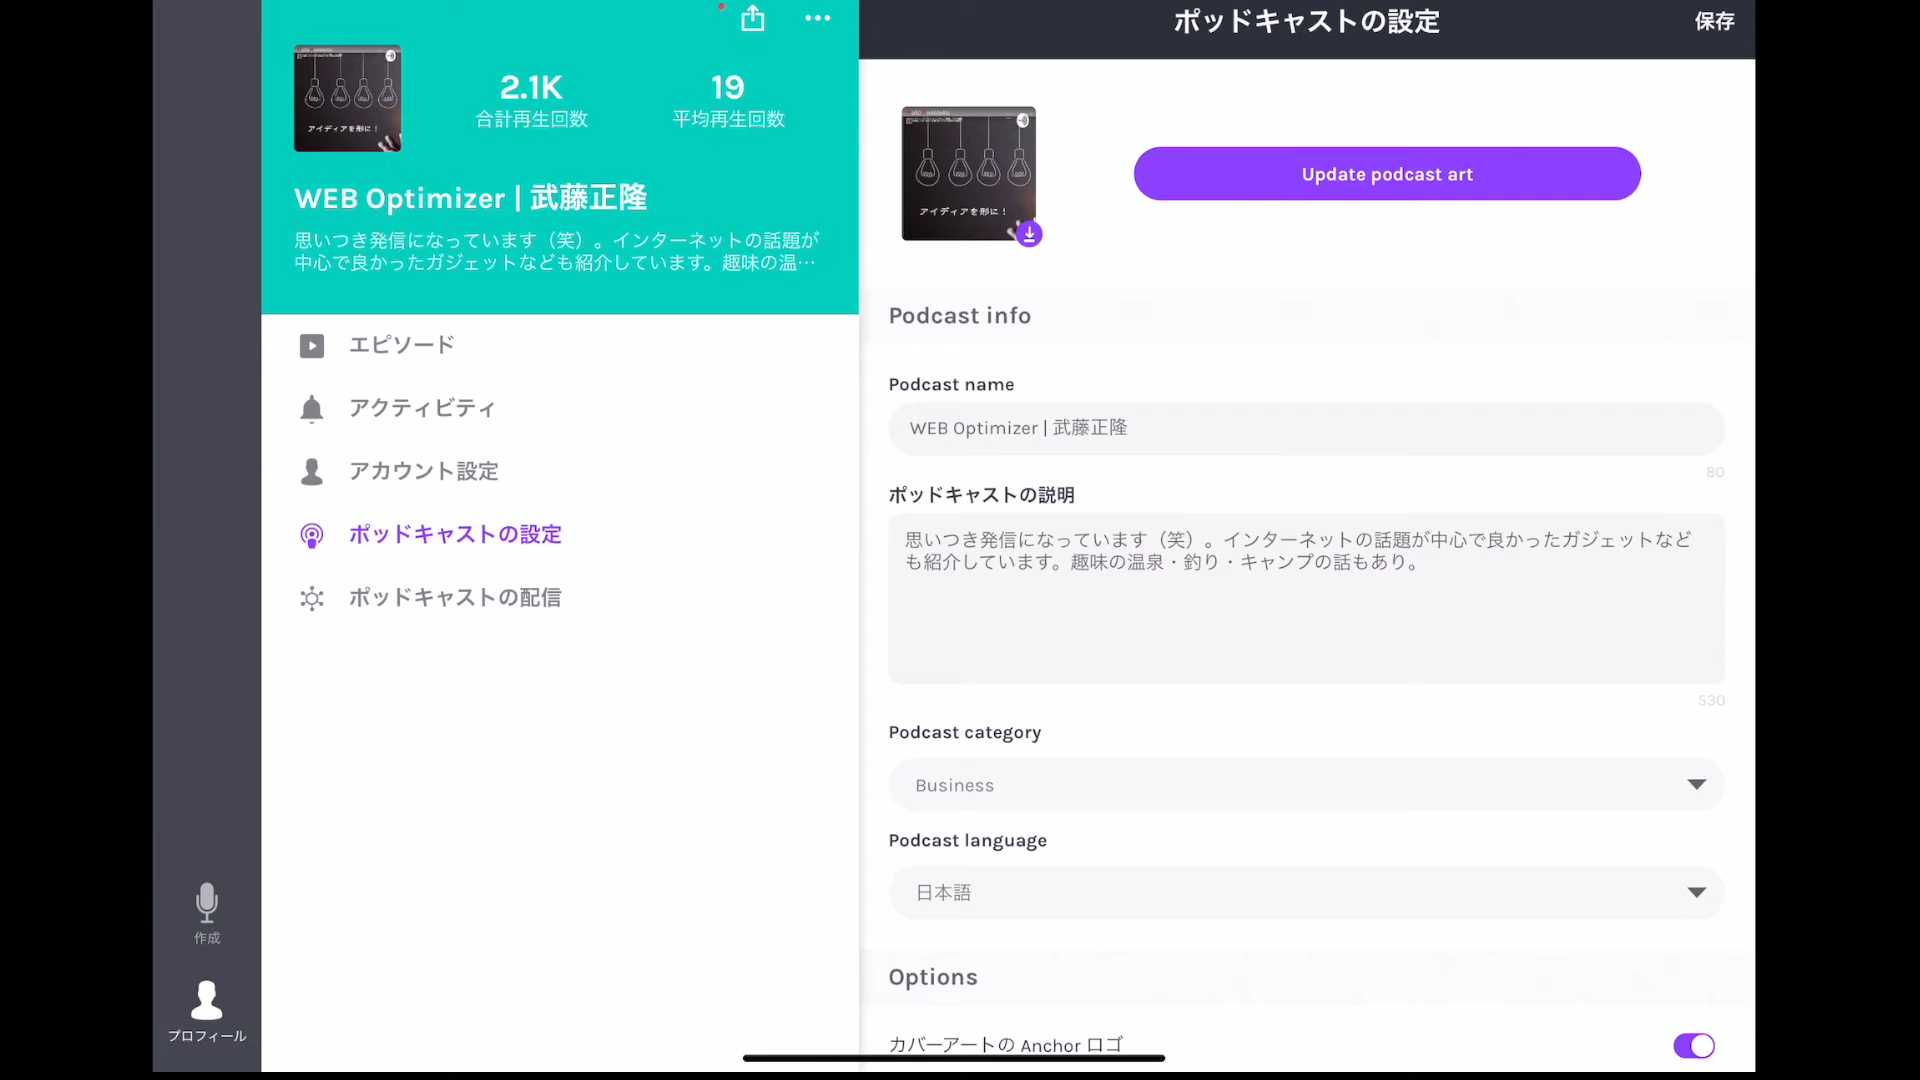 2.1K
合計再生回数
19
平均再生回数
アイディアを形に！
WEB Optimizer | 武藤正隆
思いつき発信になっています（笑）。インターネットの話題が
中心で良かったガジェットなども紹介しています。趣味の温…
エピソード
アクティビティ
アカウント設定
ポッドキャストの設定
ポッドキャストの配信
作成
プロフィール
ポッドキャストの設定
保存
アイディアを形に！
Update podcast art
Podcast info
Podcast name
WEB Optimizer | 武藤正隆
80
ポッドキャストの説明
思いつき発信になっています（笑）。インターネットの話題が中心で良かったガジェットなど
も紹介しています。趣味の温泉・釣り・キャンプの話もあり。
530
Podcast category
Business
Podcast language
日本語
Options
カバーアートの Anchor ロゴ